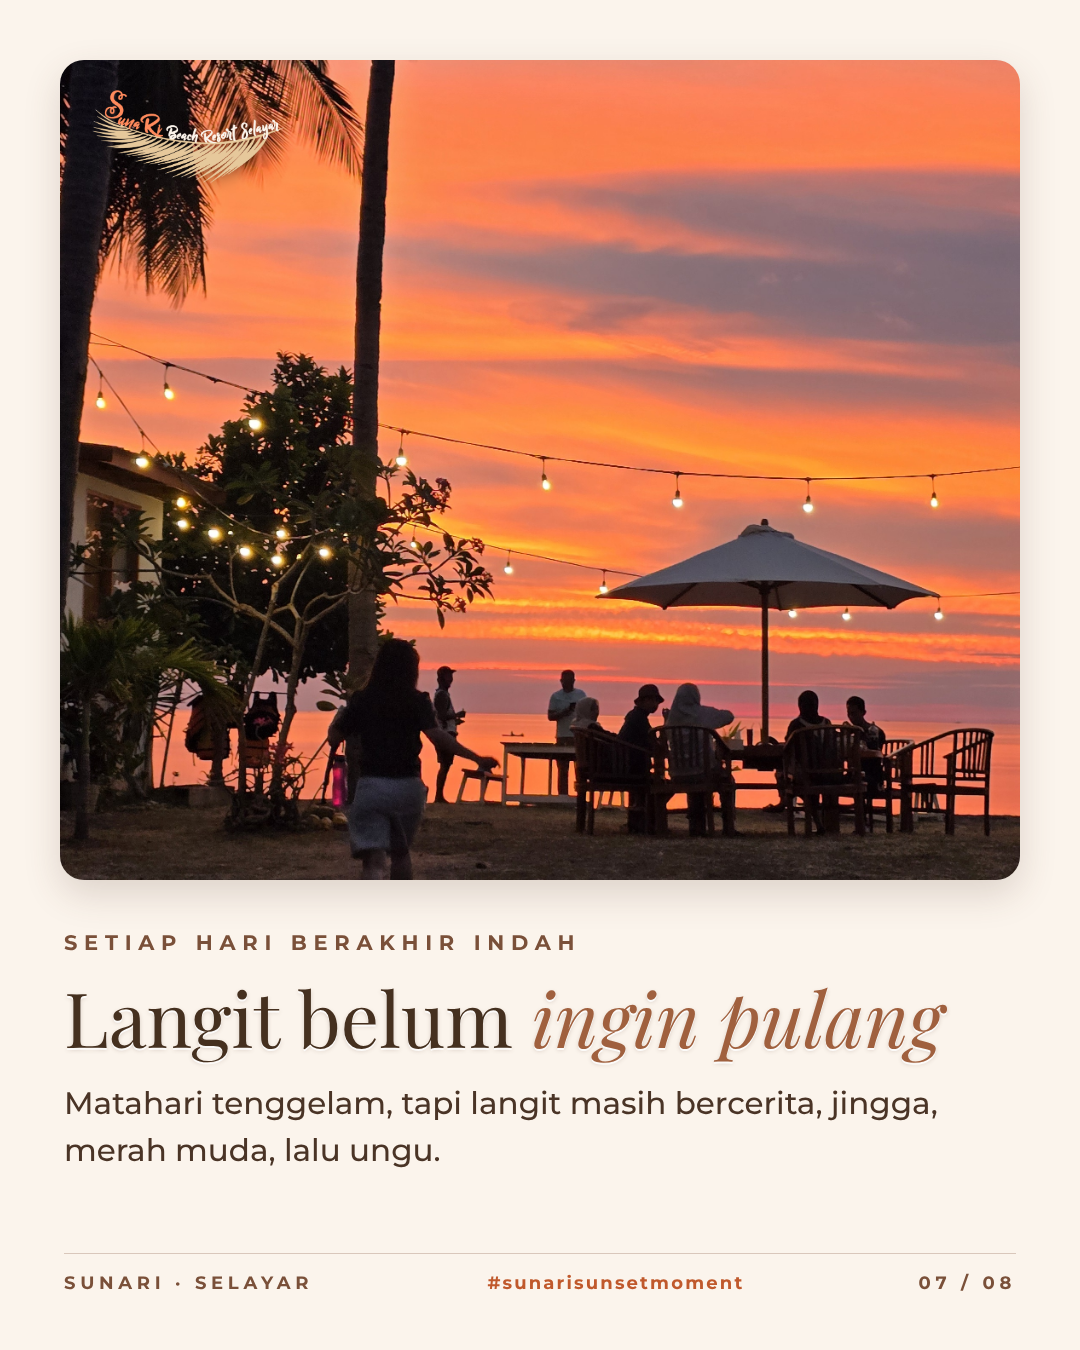 SunaRi Beach Resort Selayar
SETIAP HARI BERAKHIR INDAH
Langit belum ingin pulang
Matahari tenggelam, tapi langit masih bercerita, jingga,
merah muda, lalu ungu.
SUNARI · SELAYAR
#sunarisunsetmoment
07 / 08